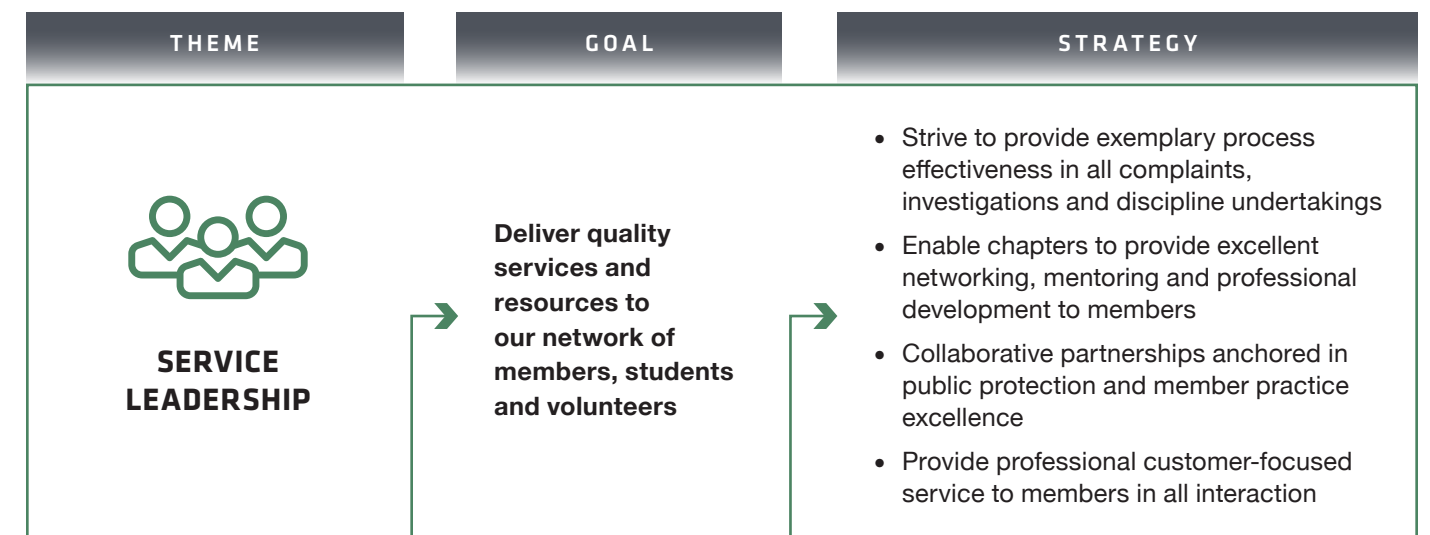 THEME
GOAL
STRATEGY
SERVICE
LEADERSHIP
Deliver quality
services and
resources to
our network of
members, students
and volunteers
• Strive to provide exemplary process
effectiveness in all complaints,
investigations and discipline undertakings
• Enable chapters to provide excellent
networking, mentoring and professional
development to members
• Collaborative partnerships anchored in
public protection and member practice
excellence
• Provide professional customer-focused
service to members in all interaction